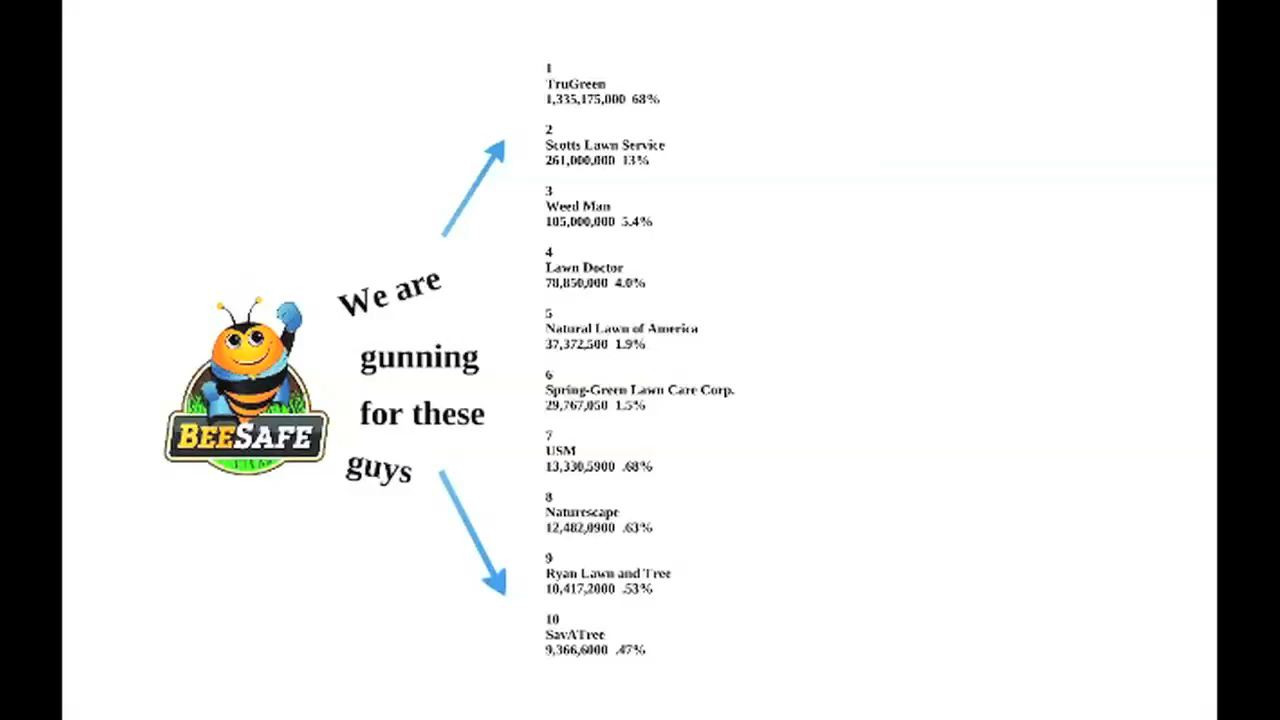 We are
gunning
for these
guys
BEESAFE
1
TruGreen
1,335,175,000 68%
2
Scotts Lawn Service
261,000,000 13%
3
Weed Man
105,000,000 5.4%
4
Lawn Doctor
78,850,000 4.0%
5
Natural Lawn of America
37,372,500 1.9%
6
Spring-Green Lawn Care Corp.
29,767,050 1.5%
7
USM
13,330,5900 .68%
8
Naturescape
12,482,0900 .63%
9
Ryan Lawn and Tree
10,417,2000 .53%
10
SavATree
9,366,6000 .47%